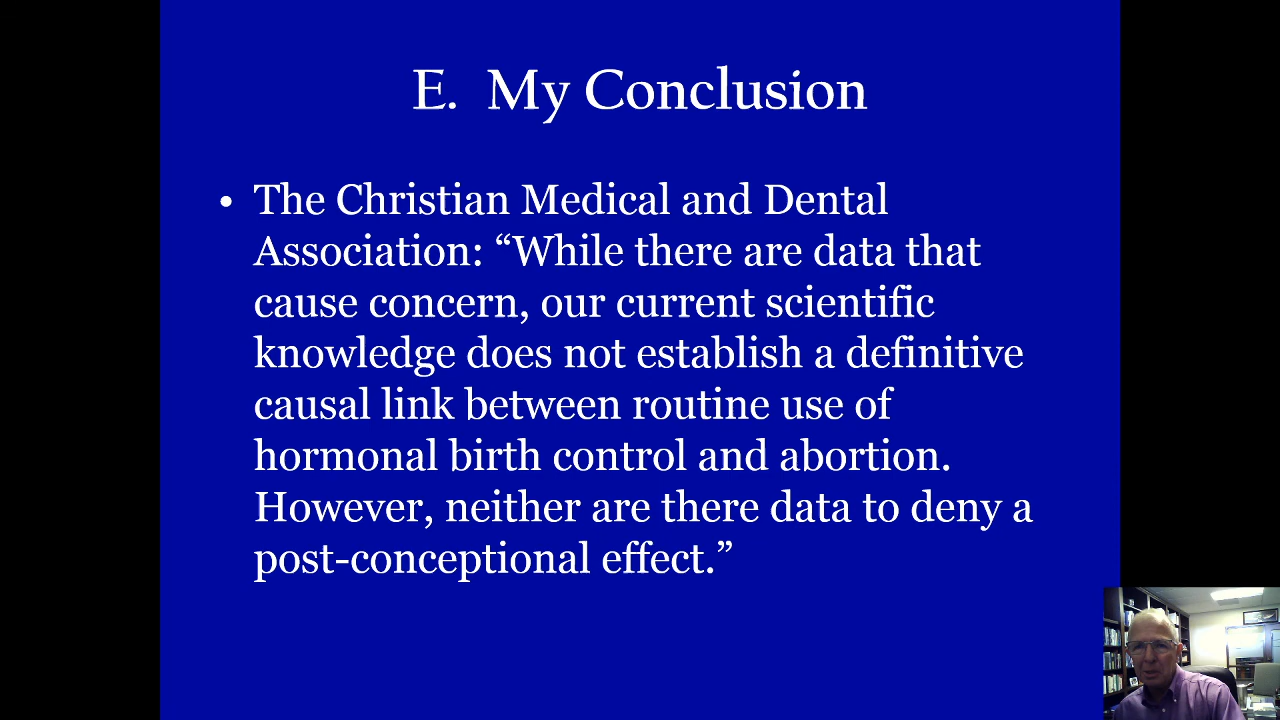 E. My Conclusion
• The Christian Medical and Dental
Association: “While there are data that
cause concern, our current scientific
knowledge does not establish a definitive
causal link between routine use of
hormonal birth control and abortion.
However, neither are there data to deny a
post-conceptional effect.”